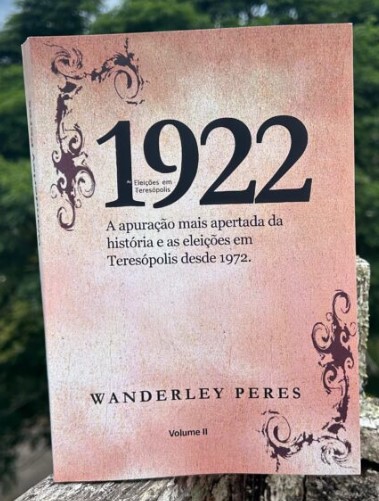 1922
as Eleições em
Teresópolis
A apuração mais apertada da
história e as eleições em
Teresópolis desde 1972.
WANDERLEY PERES
Volume II